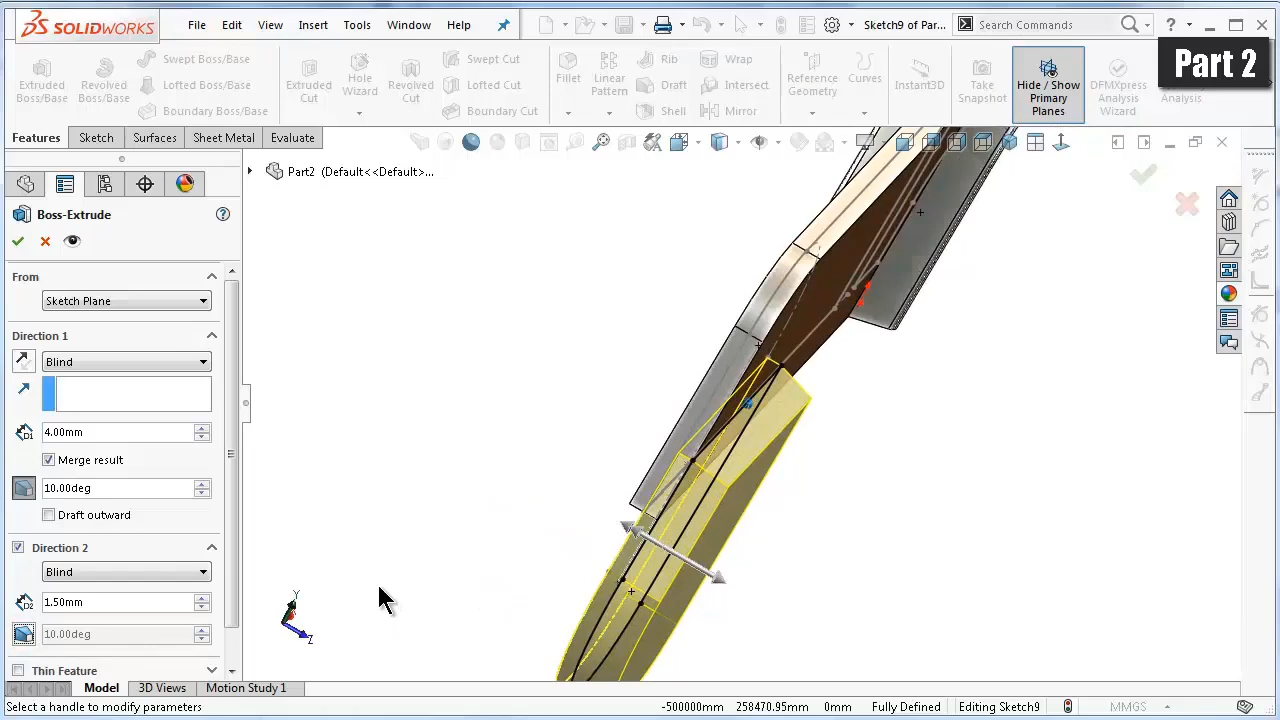 SOLIDWORKS
File Edit View Insert Tools Window Help
Sketch9 of Par...
Search Commands
Part 2
Extruded Boss/Base
Revolved Boss/Base
Swept Boss/Base
Lofted Boss/Base
Boundary Boss/Base
Extruded Cut
Hole Wizard
Revolved Cut
Swept Cut
Lofted Cut
Boundary Cut
Fillet
Linear Pattern
Rib
Draft
Shell
Wrap
Intersect
Mirror
Reference Geometry
Curves
Instant3D
Take Snapshot
Hide / Show Primary Planes
DFMXpress Analysis Wizard
Analysis
Features Sketch Surfaces Sheet Metal Evaluate
Part2 (Default<<Default>...
Boss-Extrude
From
Sketch Plane
Direction 1
Blind
4.00mm
Merge result
10.00deg
Draft outward
Direction 2
Blind
1.50mm
10.00deg
Thin Feature
Y
Z
Model 3D Views Motion Study 1
Select a handle to modify parameters
-500000mm 258470.95mm 0mm Fully Defined Editing Sketch9 MMGS